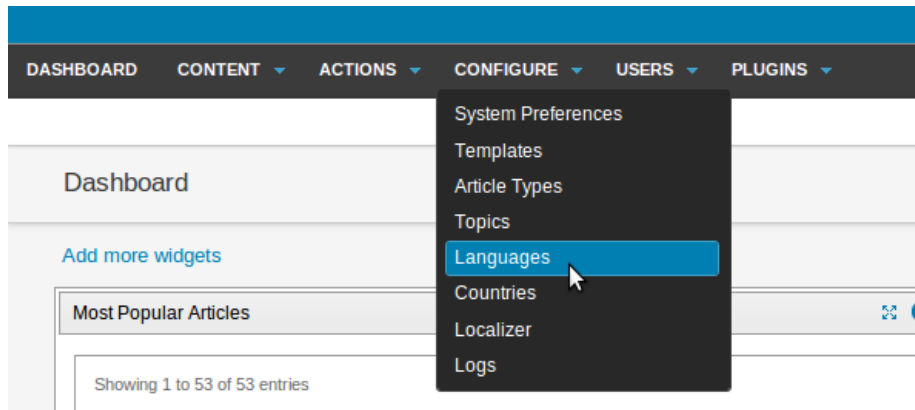 DASHBOARD CONTENT ACTIONS CONFIGURE USERS PLUGINS
System Preferences
Templates
Article Types
Topics
Languages
Countries
Localizer
Logs
Dashboard
Add more widgets
Most Popular Articles
Showing 1 to 53 of 53 entries